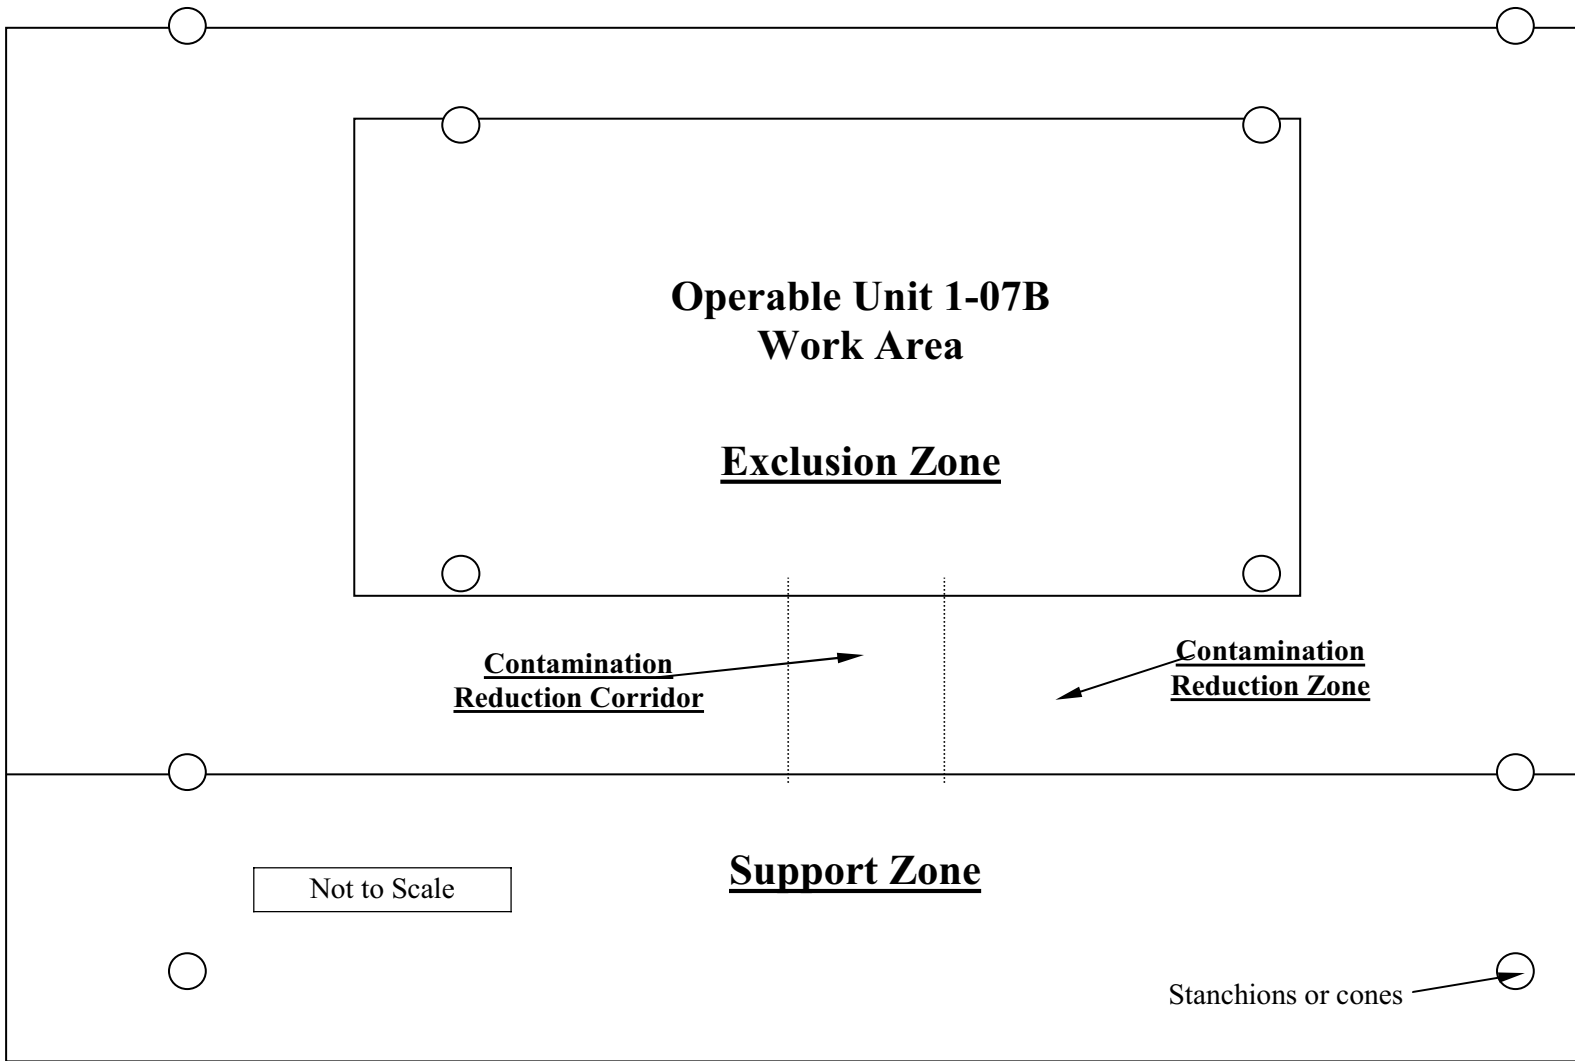 Operable Unit 1-07B
Work Area
Exclusion Zone
Contamination
Reduction Corridor
Contamination
Reduction Zone
Support Zone
Not to Scale
Stanchions or cones